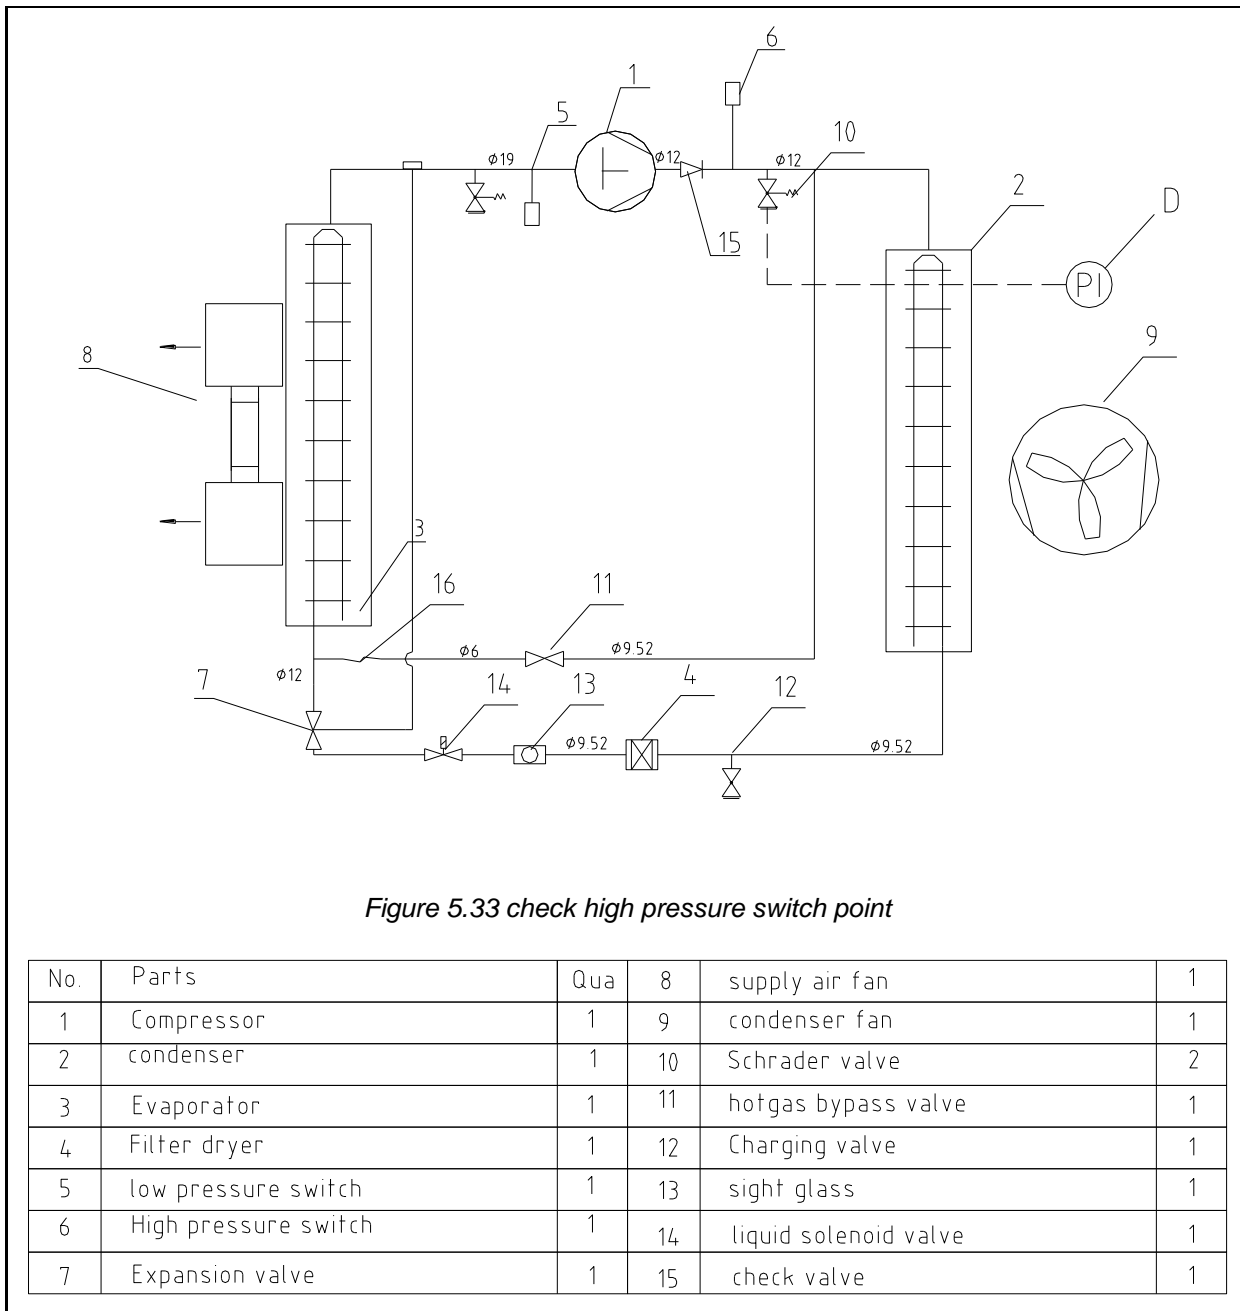 6
1
5
10
ø19
ø12
ø12
2
D
15
PI
9
8
3
16
11
ø6
ø9.52
ø12
7
14
13
4
12
ø9.52
ø9.52
Figure 5.33 check high pressure switch point
No. Parts Qua 8 supply air fan 1
1 Compressor 1 9 condenser fan 1
2 condenser 1 10 Schrader valve 2
3 Evaporator 1 11 hotgas bypass valve 1
4 Filter dryer 1 12 Charging valve 1
5 low pressure switch 1 13 sight glass 1
6 High pressure switch 1 14 liquid solenoid valve 1
7 Expansion valve 1 15 check valve 1